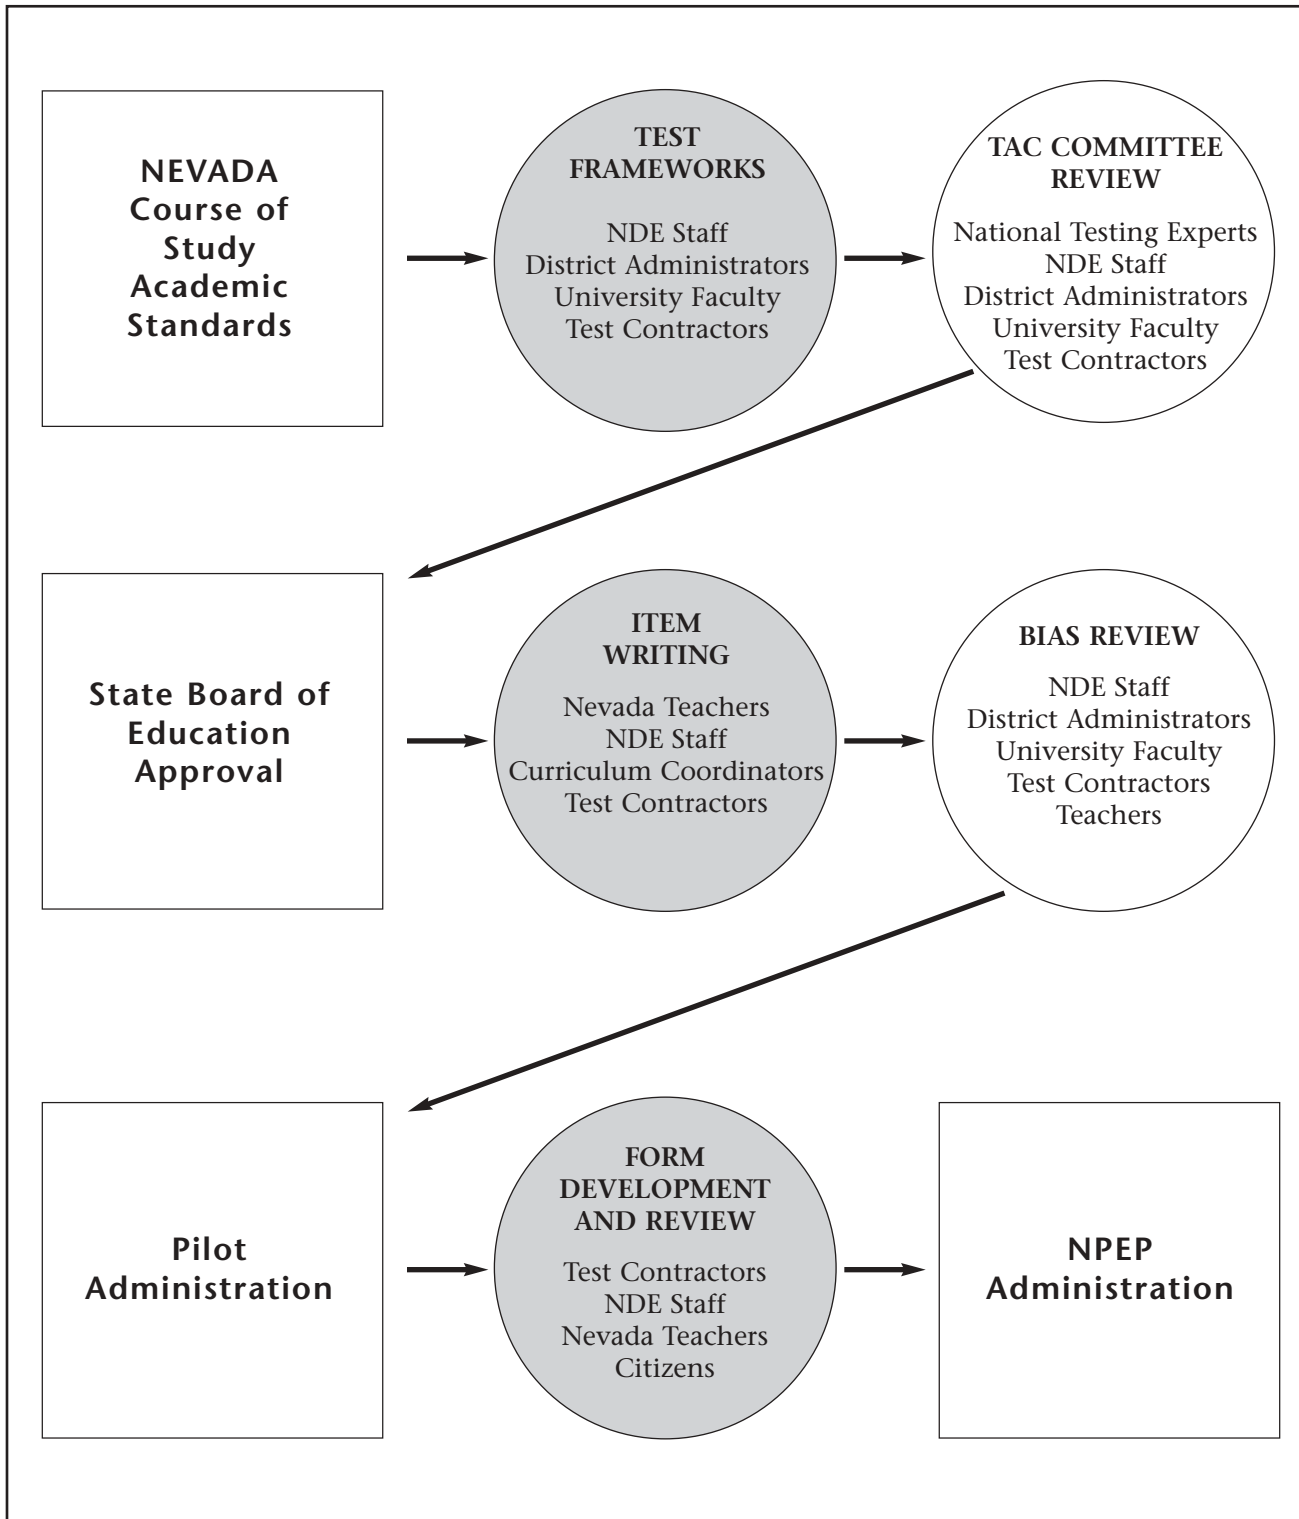 NEVADA
Course of
Study
Academic
Standards
TEST
FRAMEWORKS
NDE Staff
District Administrators
University Faculty
Test Contractors
TAC COMMITTEE
REVIEW
National Testing Experts
NDE Staff
District Administrators
University Faculty
Test Contractors
State Board of
Education
Approval
ITEM
WRITING
Nevada Teachers
NDE Staff
Curriculum Coordinators
Test Contractors
BIAS REVIEW
NDE Staff
District Administrators
University Faculty
Test Contractors
Teachers
Pilot
Administration
FORM
DEVELOPMENT
AND REVIEW
Test Contractors
NDE Staff
Nevada Teachers
Citizens
NPEP
Administration